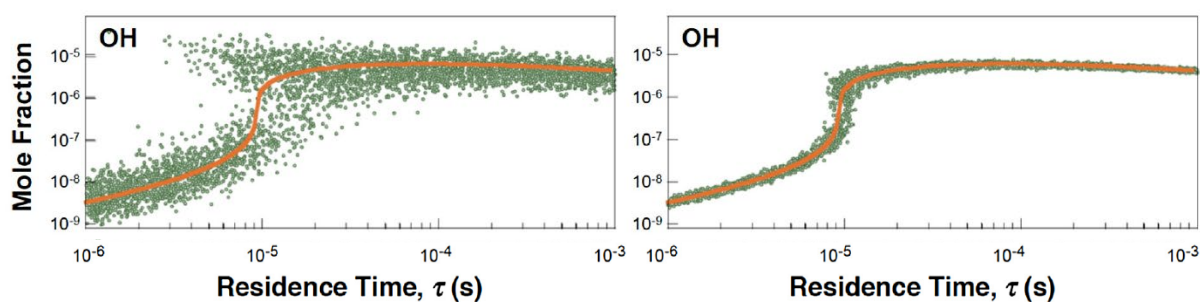 OH
OH
Mole Fraction
10⁻⁵
10⁻⁶
10⁻⁷
10⁻⁸
10⁻⁹
10⁻⁵
10⁻⁶
10⁻⁷
10⁻⁸
10⁻⁹
10⁻⁶ 10⁻⁵ 10⁻⁴ 10⁻³
10⁻⁶ 10⁻⁵ 10⁻⁴ 10⁻³
Residence Time, τ (s)
Residence Time, τ (s)